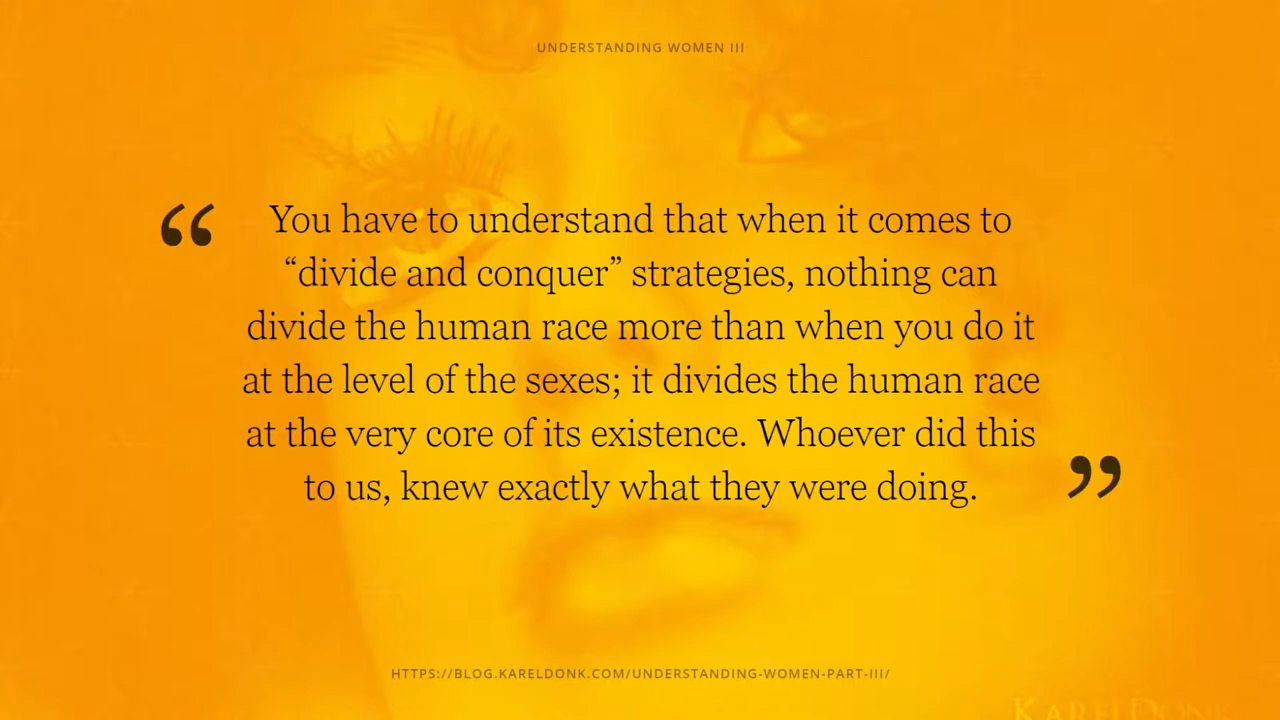 UNDERSTANDING WOMEN III
“ You have to understand that when it comes to
“divide and conquer” strategies, nothing can
divide the human race more than when you do it
at the level of the sexes; it divides the human race
at the very core of its existence. Whoever did this
to us, knew exactly what they were doing. ”
HTTPS://BLOG.KARELDONK.COM/UNDERSTANDING-WOMEN-PART-III/
KAREL DONK